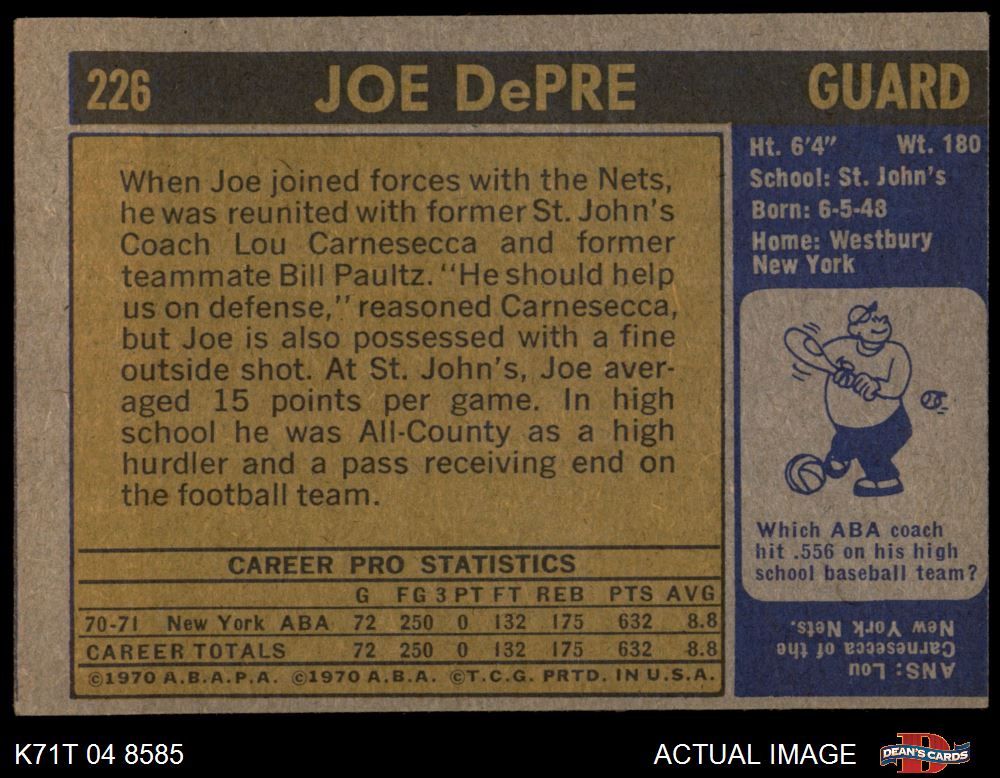 226 JOE DePRE GUARD
When Joe joined forces with the Nets,
he was reunited with former St. John's
Coach Lou Carnesecca and former
teammate Bill Paultz. "He should help
us on defense," reasoned Carnesecca,
but Joe is also possessed with a fine
outside shot. At St. John's, Joe aver-
aged 15 points per game. In high
school he was All-County as a high
hurdler and a pass receiving end on
the football team.
CAREER PRO STATISTICS
G FG 3 PT FT REB PTS AVG
70-71 New York ABA 72 250 0 132 175 632 8.8
CAREER TOTALS 72 250 0 132 175 632 8.8
©1970 A.B.A.P.A. ©1970 A.B.A. ©T.C.G. PRTD. IN U.S.A.
Ht. 6'4" Wt. 180
School: St. John's
Born: 6-5-48
Home: Westbury
New York
Which ABA coach
hit .556 on his high
school baseball team?
ANS: Lou
Carnesecca of the
New York Nets.
K71T 04 8585
ACTUAL IMAGE
DEAN'S CARDS